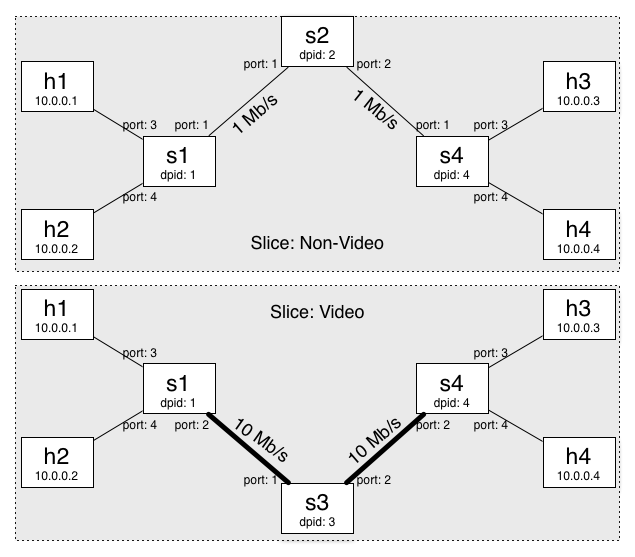 s2
dpid: 2
port: 1
port: 2
h1
10.0.0.1
h3
10.0.0.3
1 Mb/s
1 Mb/s
port: 3
port: 1
port: 1
port: 3
s1
dpid: 1
s4
dpid: 4
port: 4
port: 4
h2
10.0.0.2
h4
10.0.0.4
Slice: Non-Video
h1
10.0.0.1
Slice: Video
h3
10.0.0.3
port: 3
port: 3
s1
dpid: 1
s4
dpid: 4
port: 4
port: 2
10 Mb/s
10 Mb/s
port: 2
port: 4
h2
10.0.0.2
h4
10.0.0.4
port: 1
port: 2
s3
dpid: 3